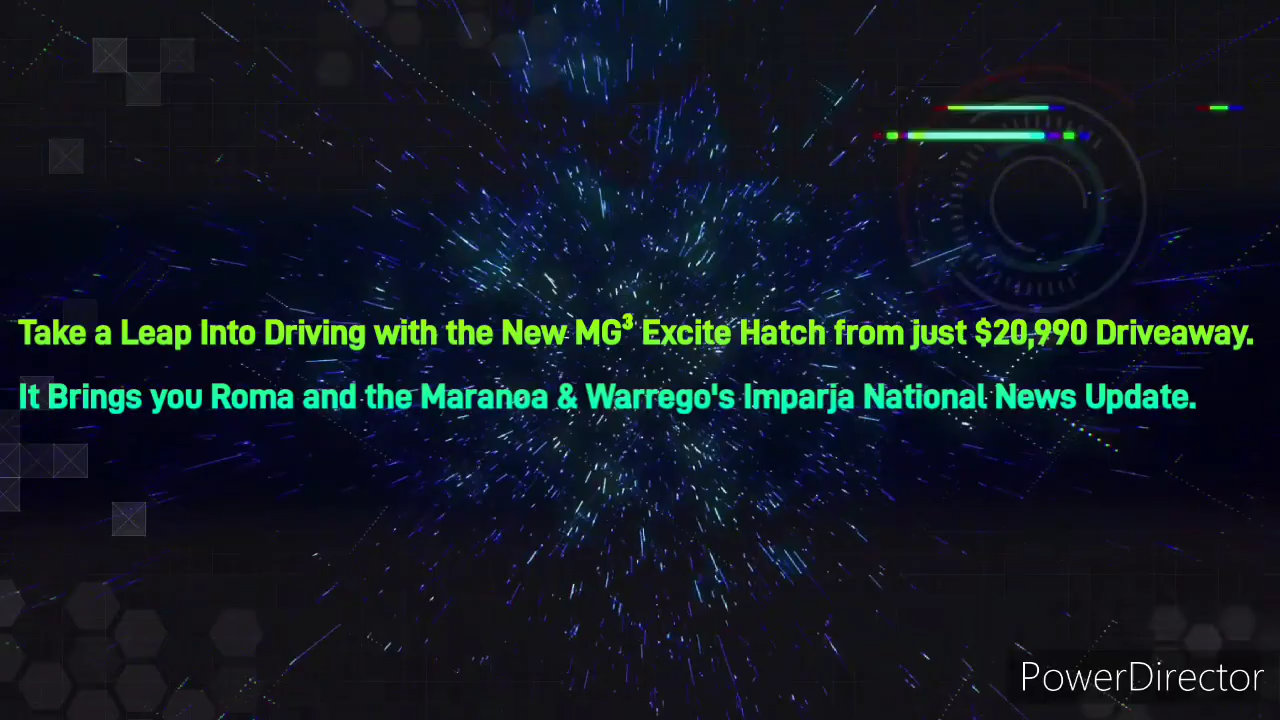 Take a Leap Into Driving with the New MG³ Excite Hatch from just $20,990 Driveaway.
It Brings you Roma and the Maranoa & Warrego's Imparja National News Update.
PowerDirector